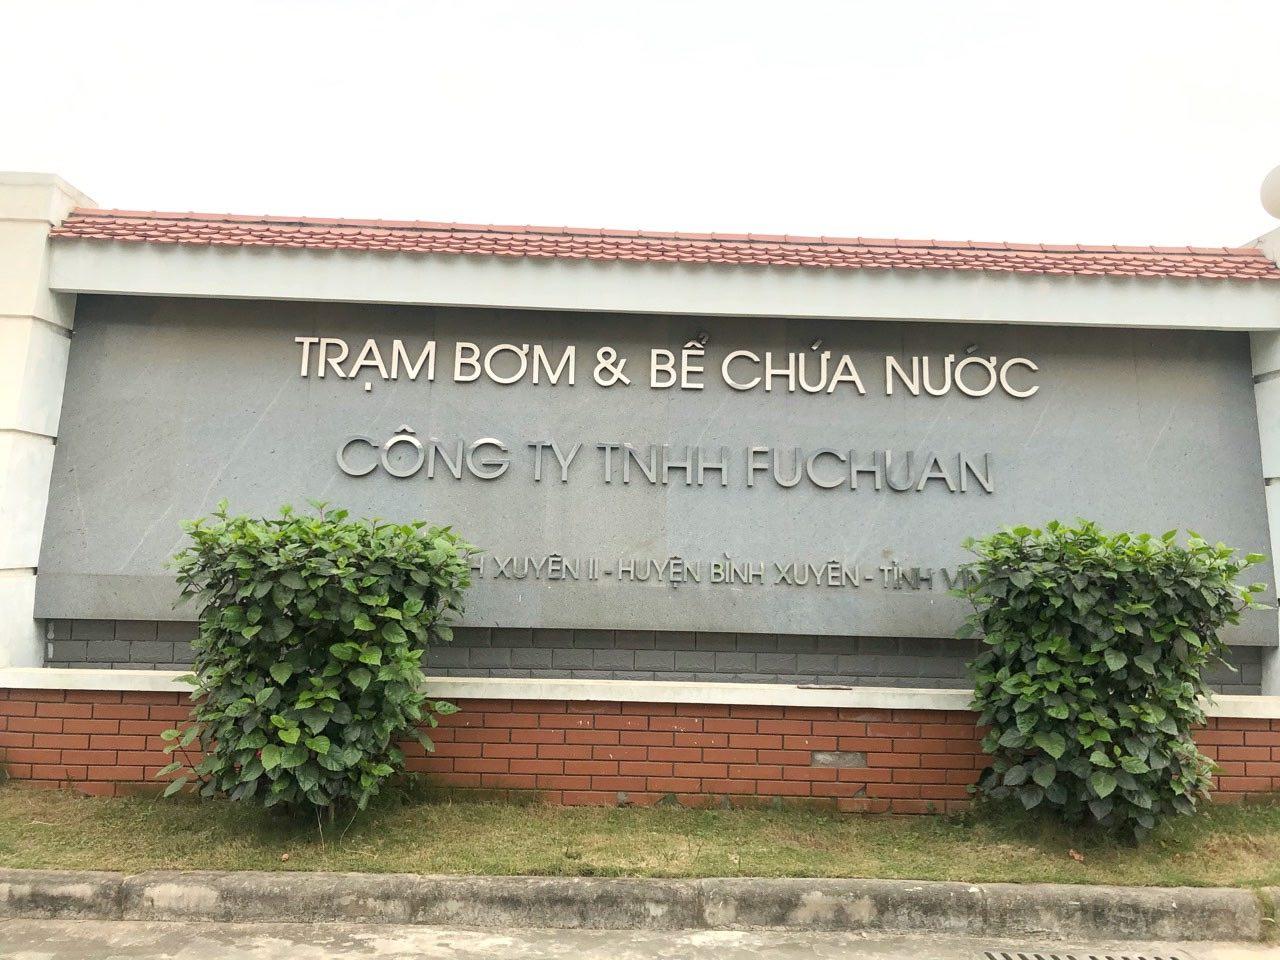 TRẠM BƠM & BỂ CHỨA NƯỚC
CÔNG TY TNHH FUCHUAN
XUYÊN II - HUYỆN BÌNH XUYÊN - TỈNH